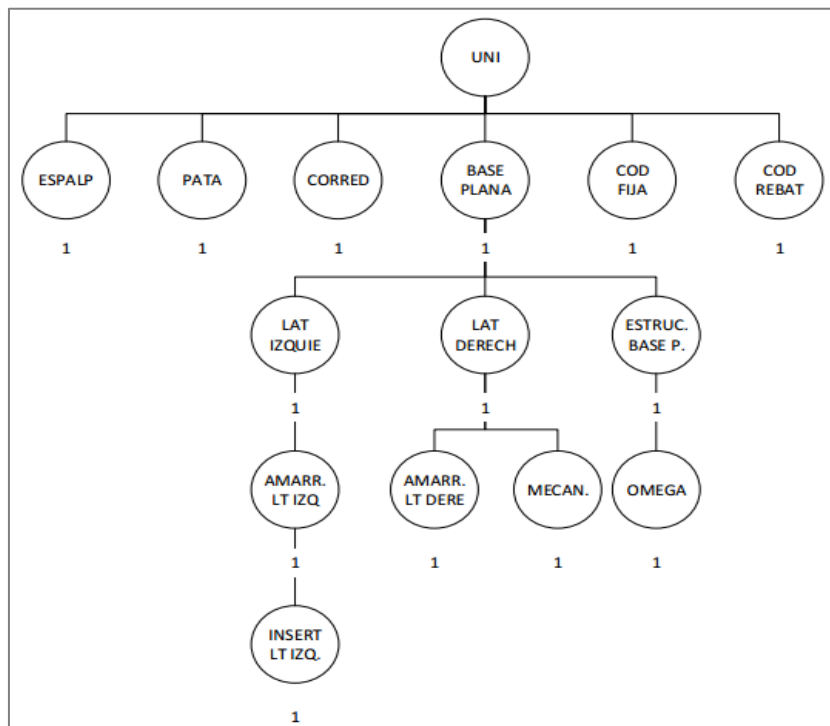 UNI
ESPALP
PATA
CORRED
BASE
PLANA
COD
FIJA
COD
REBAT
1
1
1
1
1
1
LAT
IZQUIE
LAT
DERECH
ESTRUC.
BASE P.
1
1
1
AMARR.
LT IZQ
AMARR.
LT DERE
MECAN.
OMEGA
1
1
1
1
INSERT
LT IZQ.
1